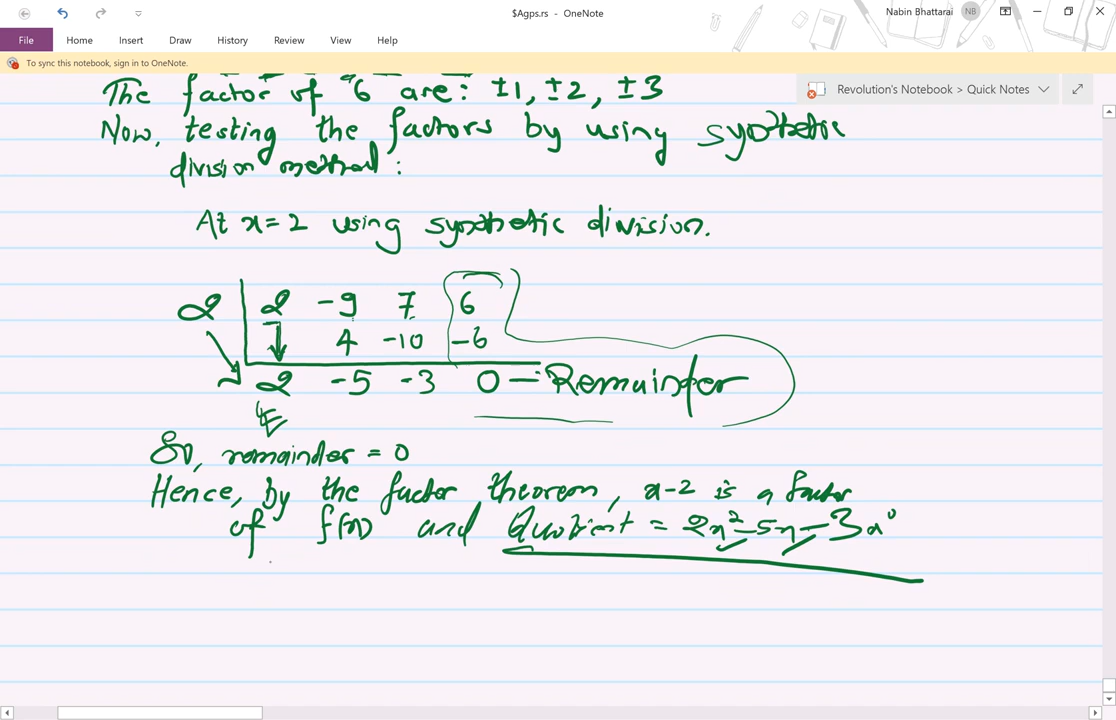 $Agps.rs - OneNote
Nabin Bhattarai NB
File Home Insert Draw History Review View Help
To sync this notebook, sign in to OneNote.
Revolution's Notebook > Quick Notes
The factor of 6 are: ±1, ±2, ±3
Now, testing the factors by using synthetic
division method:
At x=2 using synthetic division.
2 2 -9 7 6
4 -10 -6
2 -5 -3 0 = Remainder
So, remainder = 0
Hence, by the factor theorem, x-2 is a factor
of f(x) and Quotient = 2x²-5x-3x⁰